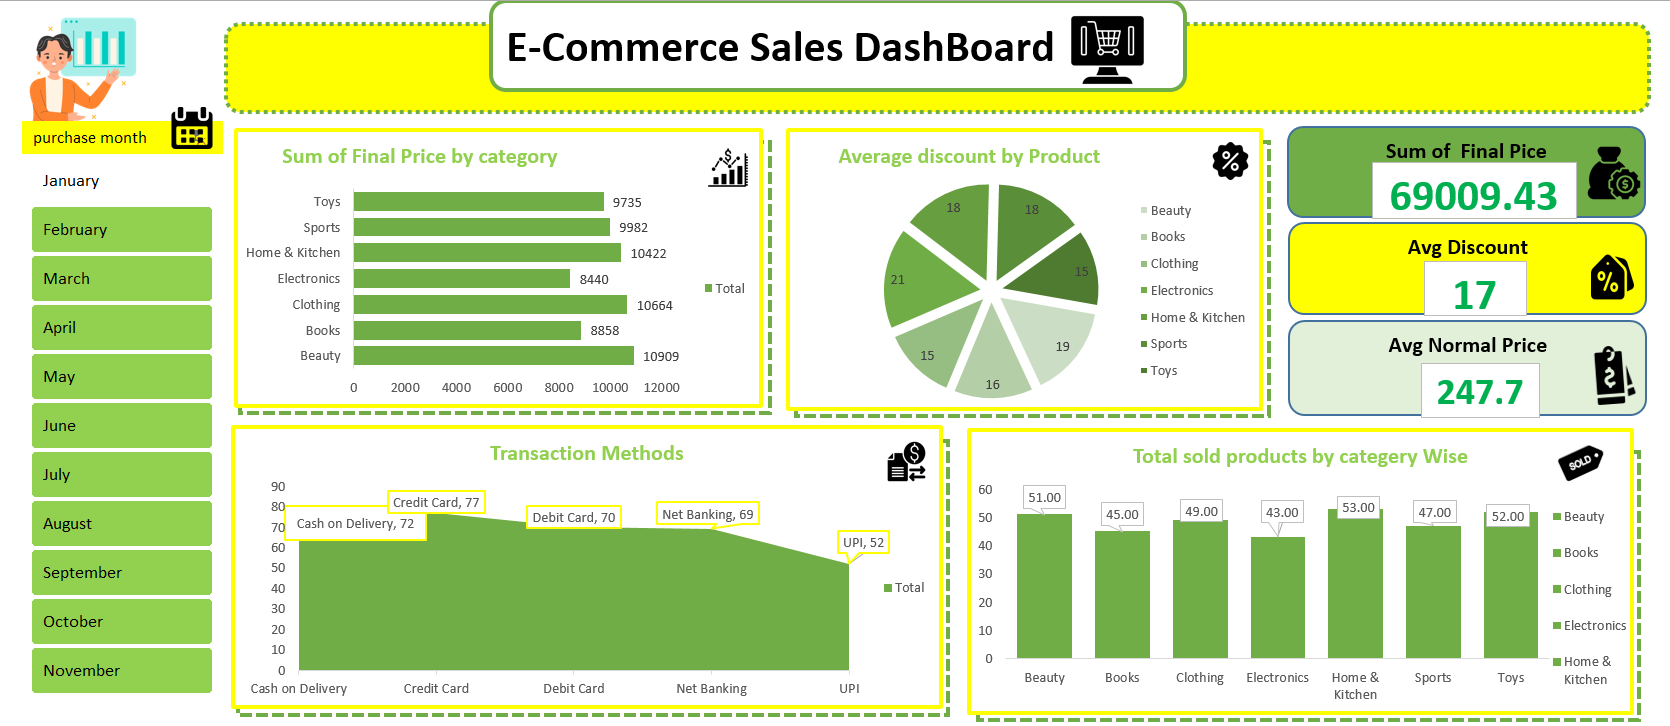 E-Commerce Sales DashBoard
purchase month
January
February
March
April
May
June
July
August
September
October
November
Sum of Final Price by category
Toys
9735
Sports
9982
Home & Kitchen
10422
Electronics
8440
Clothing
10664
Books
8858
Beauty
10909
0 2000 4000 6000 8000 10000 12000
Total
Average discount by Product
18
18
15
21
15
16
19
Beauty
Books
Clothing
Electronics
Home & Kitchen
Sports
Toys
Sum of Final Pice
69009.43
Avg Discount
17
Avg Normal Price
247.7
Transaction Methods
90
80
70
60
50
40
30
20
10
0
Cash on Delivery, 72
Credit Card, 77
Debit Card, 70
Net Banking, 69
UPI, 52
Cash on Delivery
Credit Card
Debit Card
Net Banking
UPI
Total
Total sold products by categery Wise
SOLD
60
50
40
30
20
10
0
51.00
45.00
49.00
43.00
53.00
47.00
52.00
Beauty
Books
Clothing
Electronics
Home &
Kitchen
Sports
Toys
Beauty
Books
Clothing
Electronics
Home &
Kitchen